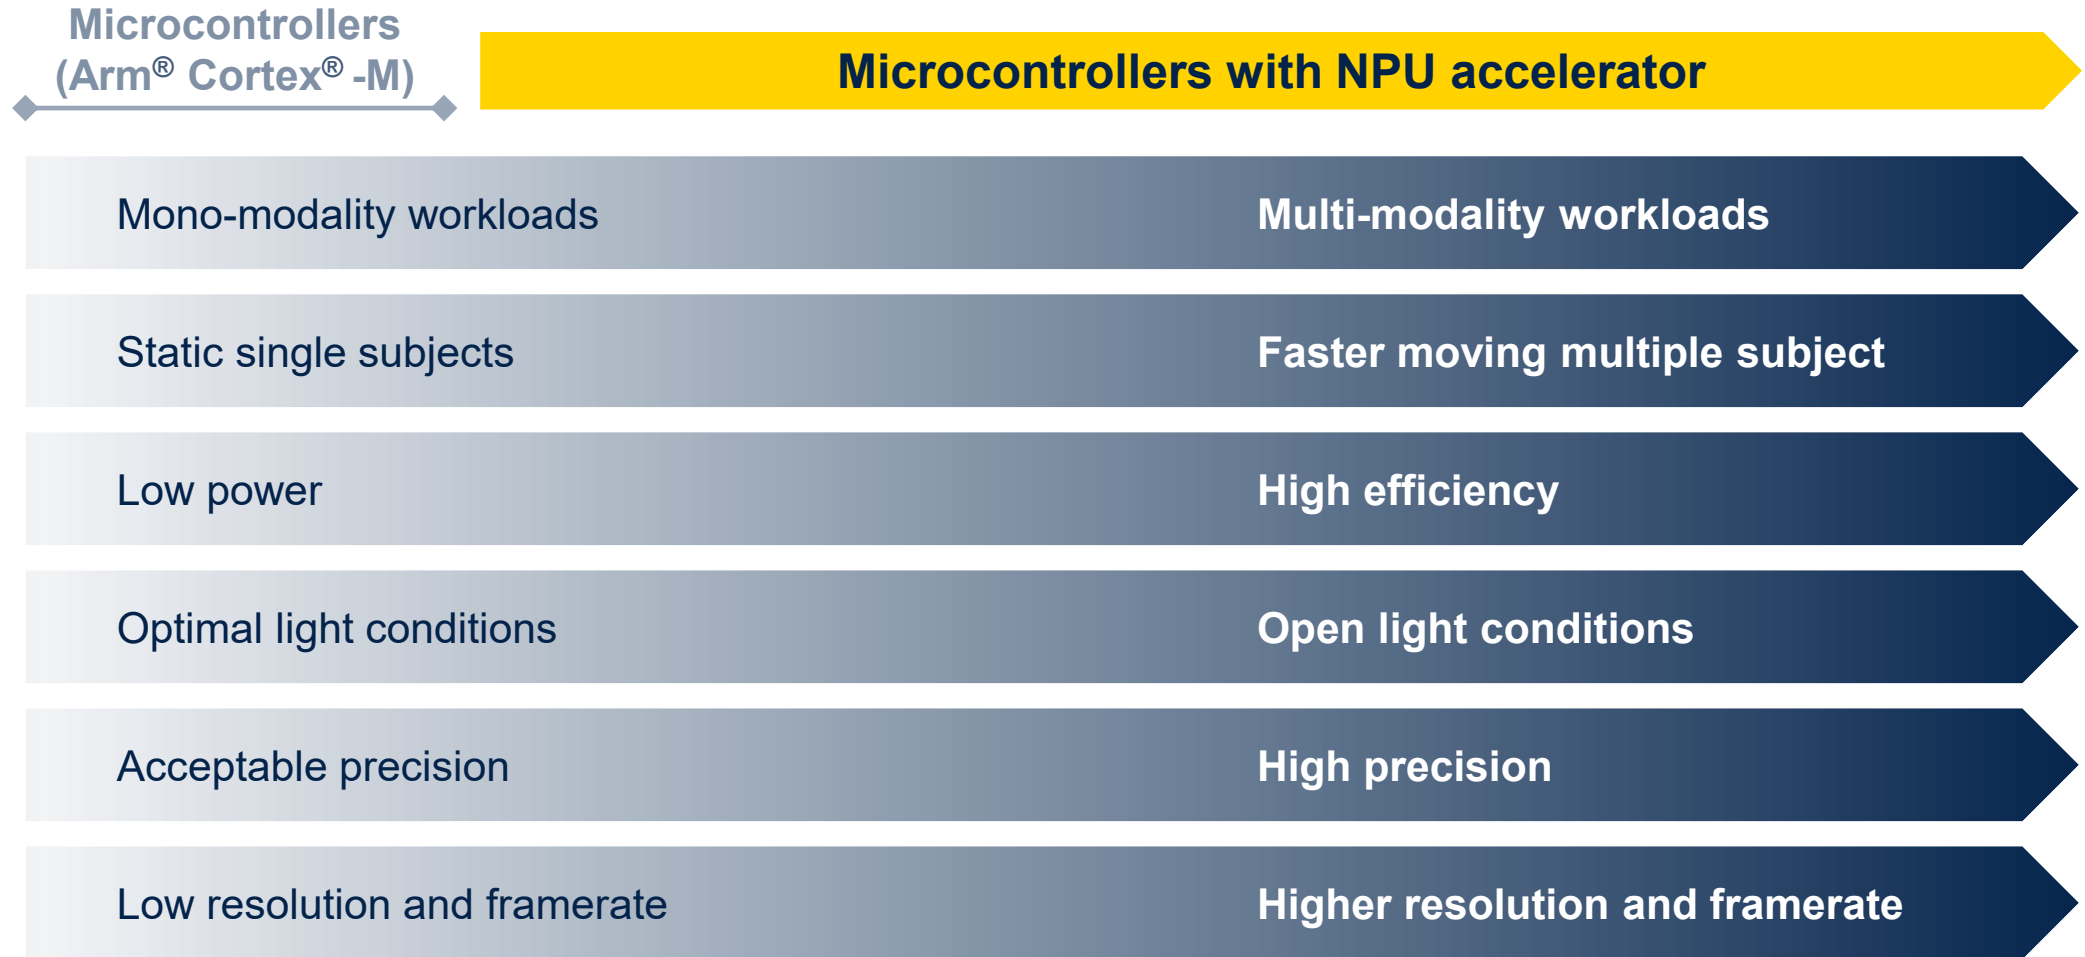 Microcontrollers
(Arm® Cortex® -M)
Microcontrollers with NPU accelerator
Mono-modality workloads
Multi-modality workloads
Static single subjects
Faster moving multiple subject
Low power
High efficiency
Optimal light conditions
Open light conditions
Acceptable precision
High precision
Low resolution and framerate
Higher resolution and framerate